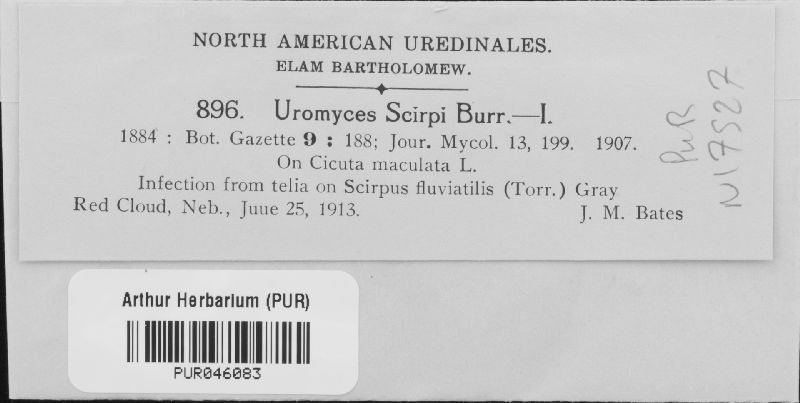 NORTH AMERICAN UREDINALES.
ELAM BARTHOLOMEW.
896. Uromyces Scirpi Burr.—I.
1884 : Bot. Gazette 9 : 188; Jour. Mycol. 13, 199. 1907.
On Cicuta maculata L.
Infection from telia on Scirpus fluviatilis (Torr.) Gray
Red Cloud, Neb., Juue 25, 1913. J. M. Bates
PUR
N17527
Arthur Herbarium (PUR)
PUR046083